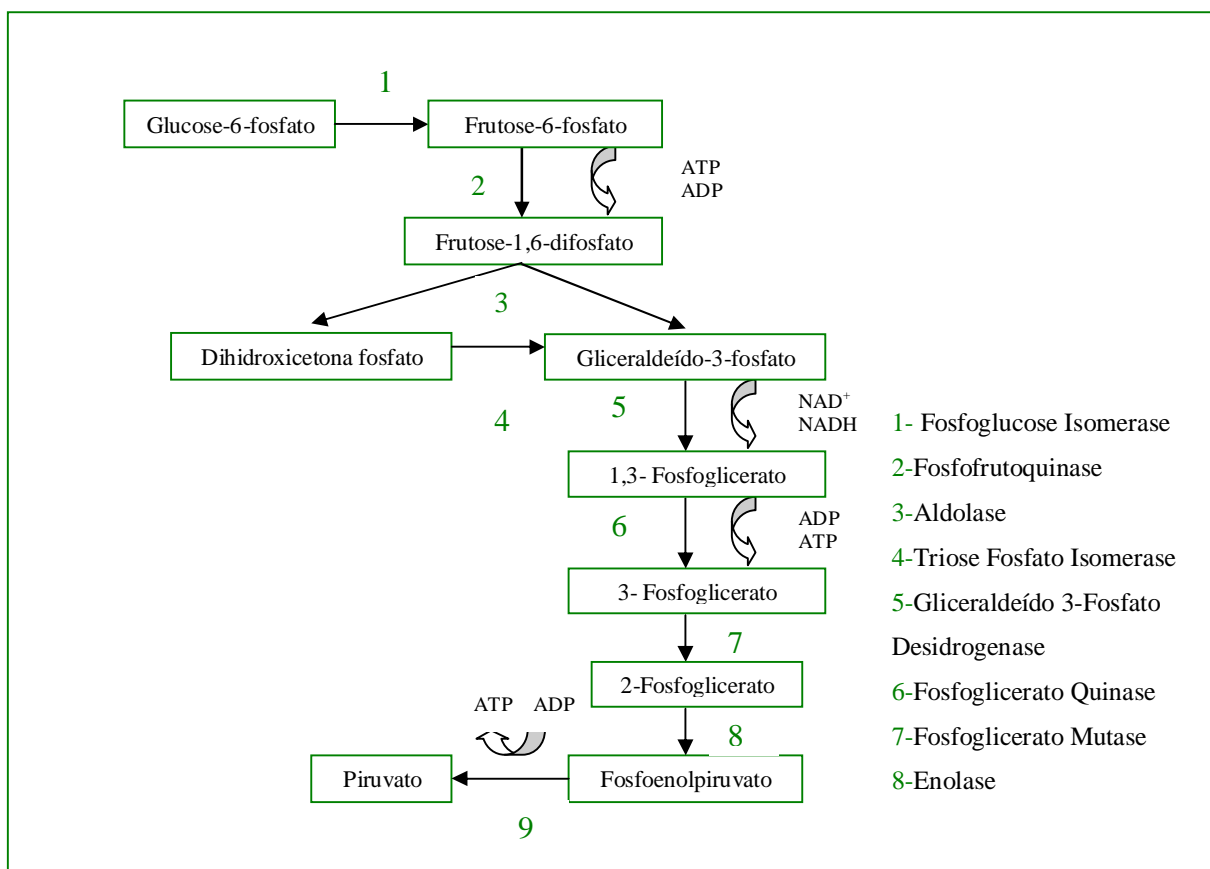 1
Glucose-6-fosfato
Frutose-6-fosfato
2
ATP
ADP
Frutose-1,6-difosfato
3
Dihidroxicetona fosfato
Gliceraldeído-3-fosfato
4
5
NAD+
NADH
1,3- Fosfoglicerato
6
ADP
ATP
3- Fosfoglicerato
7
2-Fosfoglicerato
ATP ADP
8
Piruvato
Fosfoenolpiruvato
9
1- Fosfoglucose Isomerase
2-Fosfofrutoquinase
3-Aldolase
4-Triose Fosfato Isomerase
5-Gliceraldeído 3-Fosfato
Desidrogenase
6-Fosfoglicerato Quinase
7-Fosfoglicerato Mutase
8-Enolase